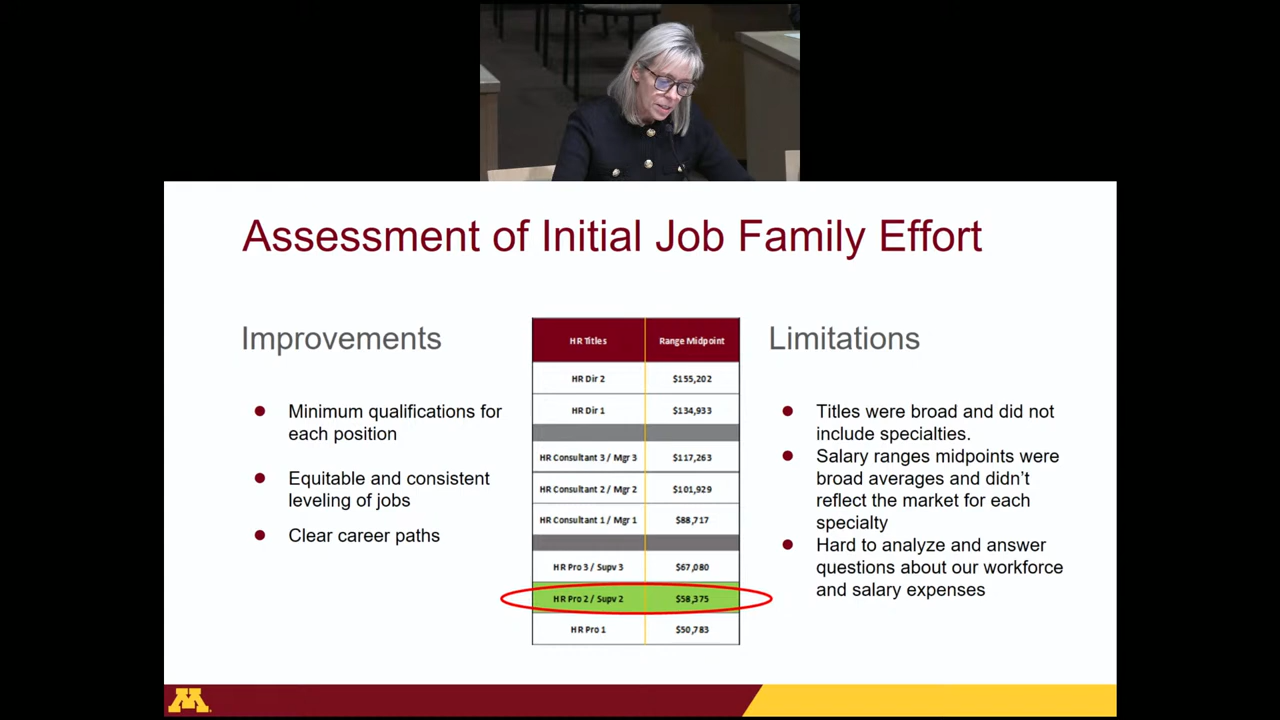 Assessment of Initial Job Family Effort
Improvements
Minimum qualifications for
each position
Equitable and consistent
leveling of jobs
Clear career paths
HR Titles Range Midpoint
HR Dir 2 $155,202
HR Dir 1 $134,933
HR Consultant 3 / Mgr 3 $117,263
HR Consultant 2 / Mgr 2 $101,929
HR Consultant 1 / Mgr 1 $88,717
HR Pro 3 / Supv 3 $67,080
HR Pro 2 / Supv 2 $58,375
HR Pro 1 $50,783
Limitations
Titles were broad and did not
include specialties.
Salary ranges midpoints were
broad averages and didn’t
reflect the market for each
specialty
Hard to analyze and answer
questions about our workforce
and salary expenses
M